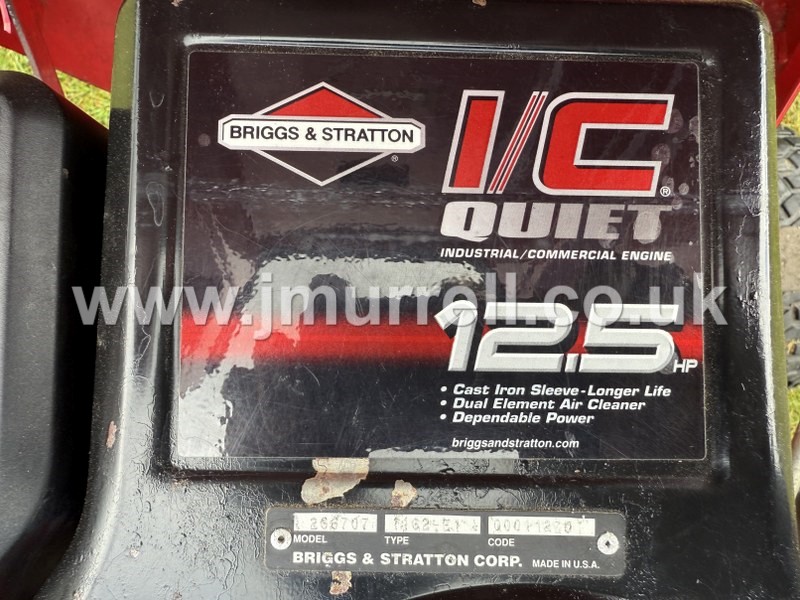 BRIGGS & STRATTON
®
I/C
®
QUIET
INDUSTRIAL/COMMERCIAL ENGINE
www.jmurrell.co.uk
12.5 HP
• Cast Iron Sleeve-Longer Life
• Dual Element Air Cleaner
• Dependable Power
briggsandstratton.com
266707
MODEL TYPE CODE
BRIGGS & STRATTON CORP. MADE IN U.S.A.